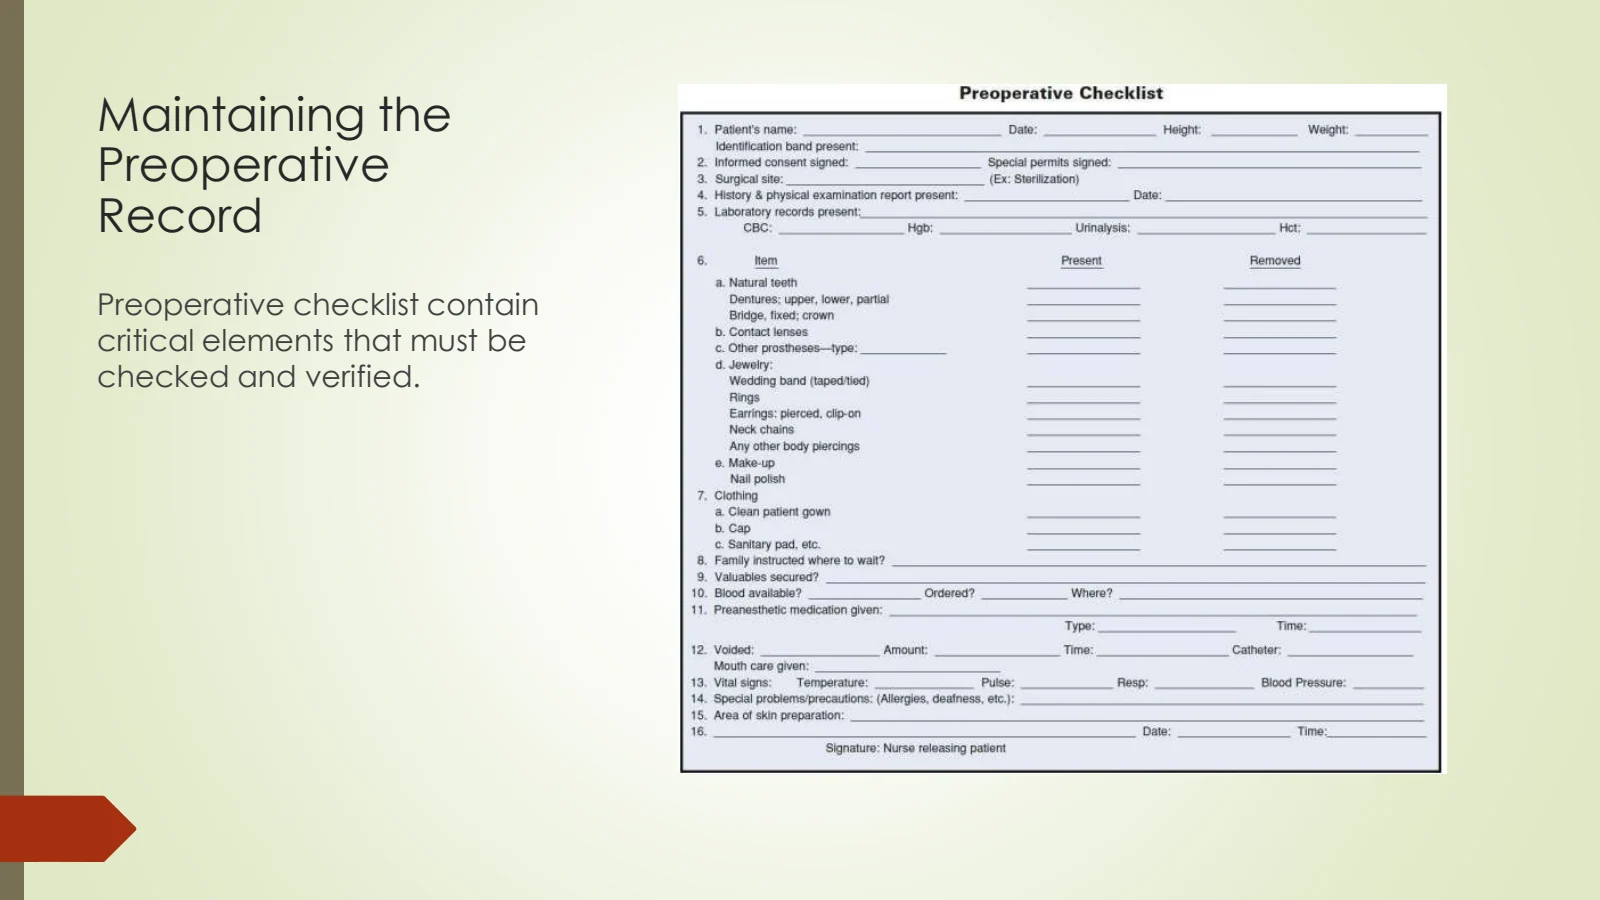 Maintaining the
Preoperative
Record
Preoperative checklist contain
critical elements that must be
checked and verified.
Preoperative Checklist
1. Patient's name: Date: Height: Weight:
Identification band present:
2. Informed consent signed: Special permits signed:
3. Surgical site: (Ex: Sterilization)
4. History & physical examination report present: Date:
5. Laboratory records present:
CBC: Hgb: Urinalysis: Hct:
6. Item Present Removed
a. Natural teeth
Dentures; upper, lower, partial
Bridge, fixed; crown
b. Contact lenses
c. Other prostheses—type:
d. Jewelry:
Wedding band (taped/tied)
Rings
Earrings: pierced, clip-on
Neck chains
Any other body piercings
e. Make-up
Nail polish
7. Clothing
a. Clean patient gown
b. Cap
c. Sanitary pad, etc.
8. Family instructed where to wait?
9. Valuables secured?
10. Blood available? Ordered? Where?
11. Preanesthetic medication given:
Type: Time:
12. Voided: Amount: Time: Catheter:
Mouth care given:
13. Vital signs: Temperature: Pulse: Resp: Blood Pressure:
14. Special problems/precautions: (Allergies, deafness, etc.):
15. Area of skin preparation:
16. Date: Time:
Signature: Nurse releasing patient